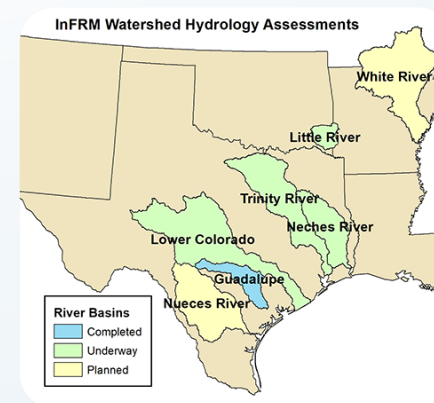 InFRM Watershed Hydrology Assessments
White River
Little River
Trinity River
Neches River
Lower Colorado
Guadalupe
Nueces River
River Basins
Completed
Underway
Planned